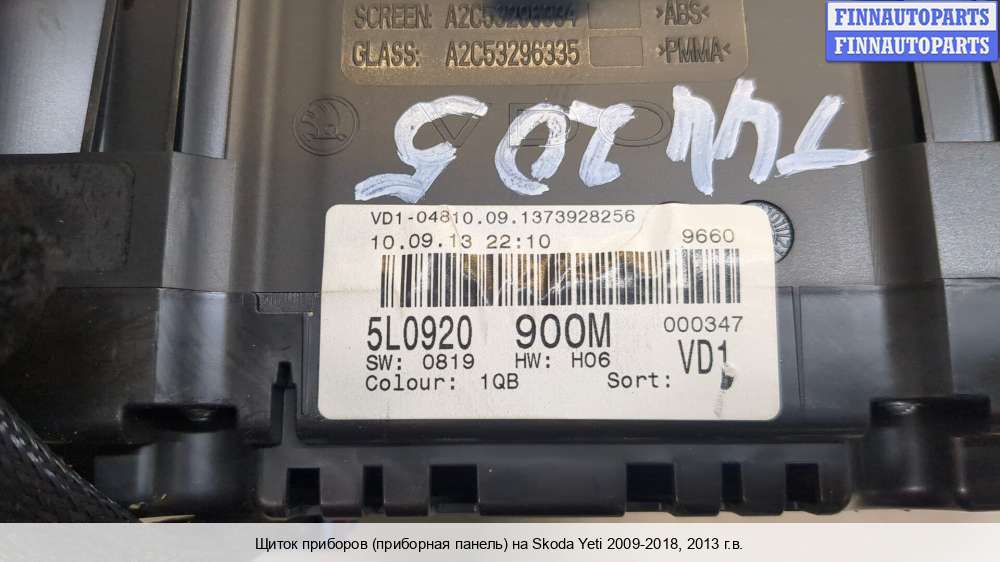 SCREEN: A2C53296364 >ABS<
GLASS: A2C53296335 >PMMA<
FINNAUTOPARTS
FINNAUTOPARTS
VDO
VD1-04810.09.1373928256
10.09.13 22:10 9660
5L0920 900M 000347
SW: 0819 HW: H06 VD1
Colour: 1QB Sort:
Щиток приборов (приборная панель) на Skoda Yeti 2009-2018, 2013 г.в.